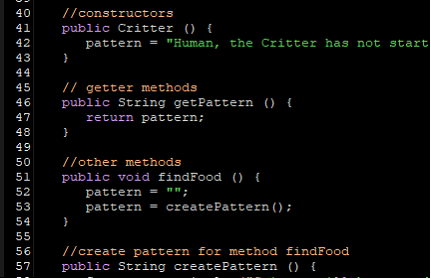 40 //constructors
41 public Critter () {
42 pattern = "Human, the Critter has not start
43 }
44
45 // getter methods
46 public String getPattern () {
47 return pattern;
48 }
49
50 //other methods
51 public void findFood () {
52 pattern = "";
53 pattern = createPattern();
54 }
55
56 //create pattern for method findFood
57 public String createPattern () {